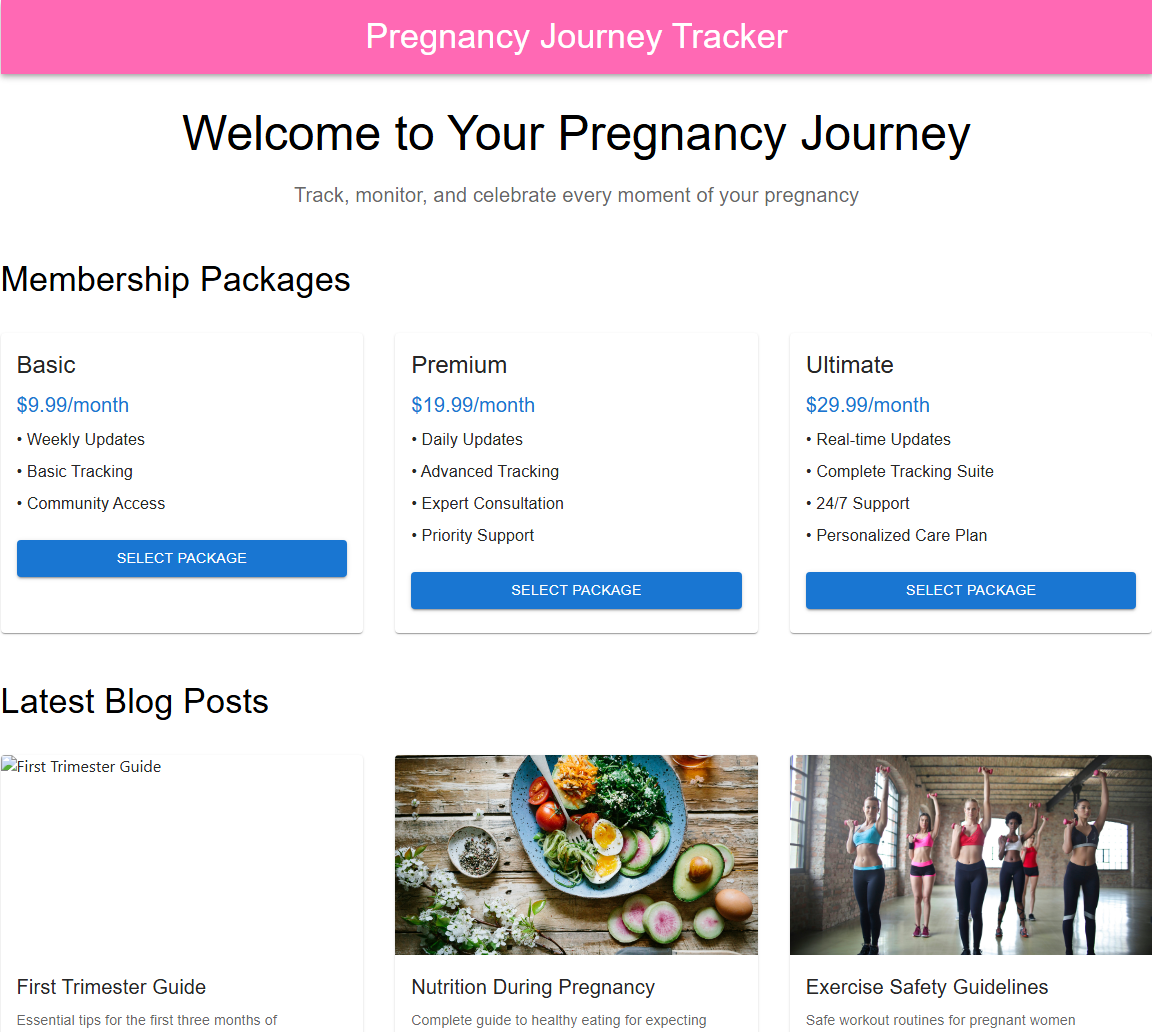 Pregnancy Journey Tracker
Welcome to Your Pregnancy Journey
Track, monitor, and celebrate every moment of your pregnancy
Membership Packages
Basic
$9.99/month
• Weekly Updates
• Basic Tracking
• Community Access
SELECT PACKAGE
Premium
$19.99/month
• Daily Updates
• Advanced Tracking
• Expert Consultation
• Priority Support
SELECT PACKAGE
Ultimate
$29.99/month
• Real-time Updates
• Complete Tracking Suite
• 24/7 Support
• Personalized Care Plan
SELECT PACKAGE
Latest Blog Posts
First Trimester Guide
First Trimester Guide
Essential tips for the first three months of
Nutrition During Pregnancy
Complete guide to healthy eating for expecting
Exercise Safety Guidelines
Safe workout routines for pregnant women